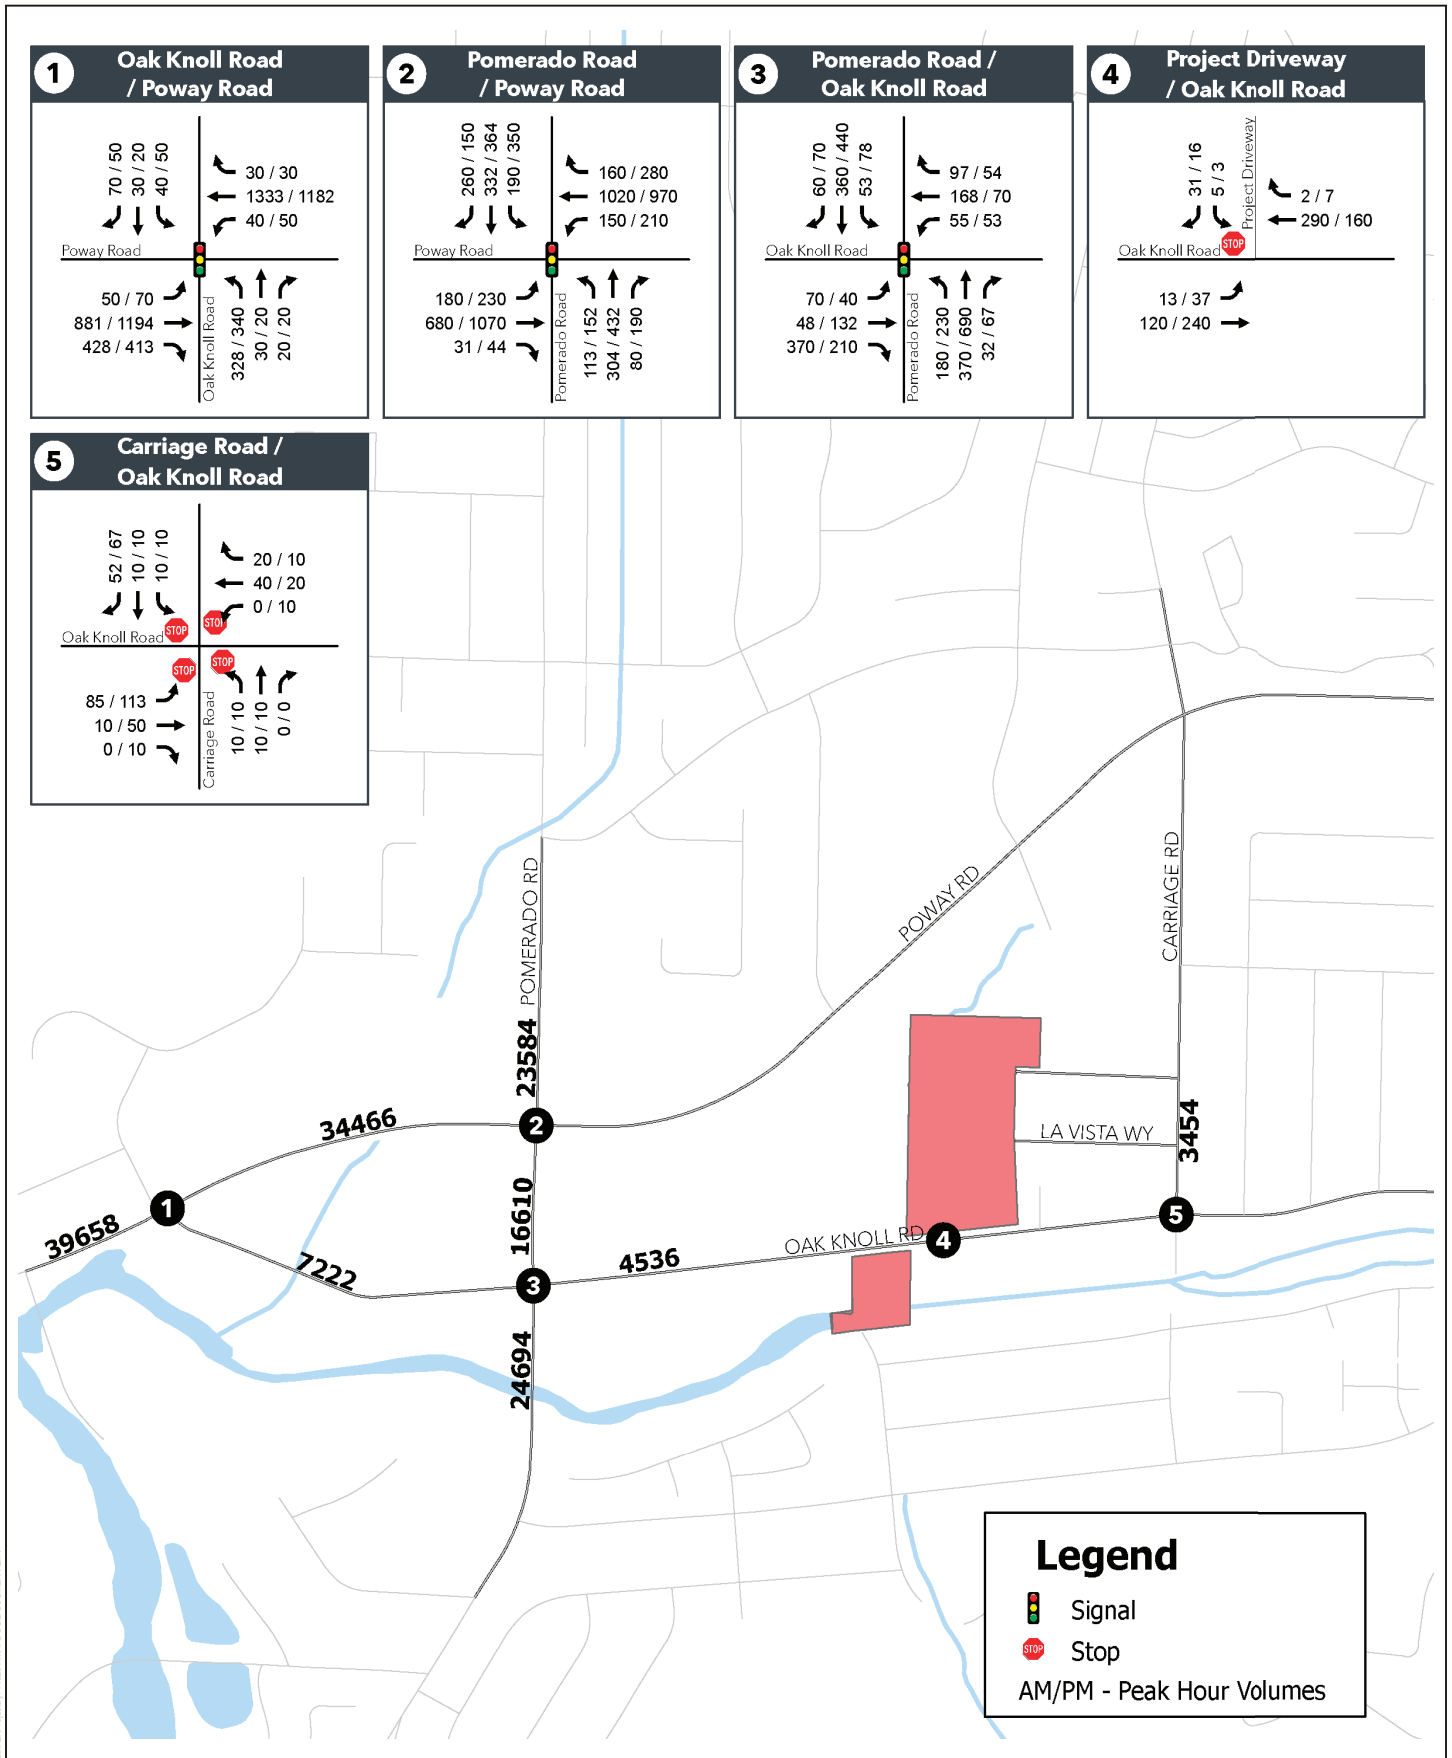 1
Oak Knoll Road
/ Poway Road
70 / 50
30 / 20
40 / 50
30 / 30
1333 / 1182
40 / 50
Poway Road
50 / 70
881 / 1194
428 / 413
Oak Knoll Road
328 / 340
30 / 20
20 / 20
2
Pomerado Road
/ Poway Road
260 / 150
332 / 364
190 / 350
160 / 280
1020 / 970
150 / 210
Poway Road
180 / 230
680 / 1070
31 / 44
Pomerado Road
113 / 152
304 / 432
80 / 190
3
Pomerado Road /
Oak Knoll Road
60 / 70
360 / 440
53 / 78
97 / 54
168 / 70
55 / 53
Oak Knoll Road
70 / 40
48 / 132
370 / 210
Pomerado Road
180 / 230
370 / 690
32 / 67
4
Project Driveway
/ Oak Knoll Road
31 / 16
5 / 3
Project Driveway
2 / 7
290 / 160
Oak Knoll Road
STOP
13 / 37
120 / 240
5
Carriage Road /
Oak Knoll Road
52 / 67
10 / 10
10 / 10
20 / 10
40 / 20
0 / 10
Oak Knoll Road
STOP
STOP
STOP
STOP
85 / 113
10 / 50
0 / 10
Carriage Road
10 / 10
10 / 10
0 / 0
POMERADO RD
23584
POWAY RD
CARRIAGE RD
34466
2
LA VISTA WY
3454
1
39658
16610
7222
3
4536
OAK KNOLL RD
4
5
24694
Legend
Signal
STOP
Stop
AM/PM - Peak Hour Volumes